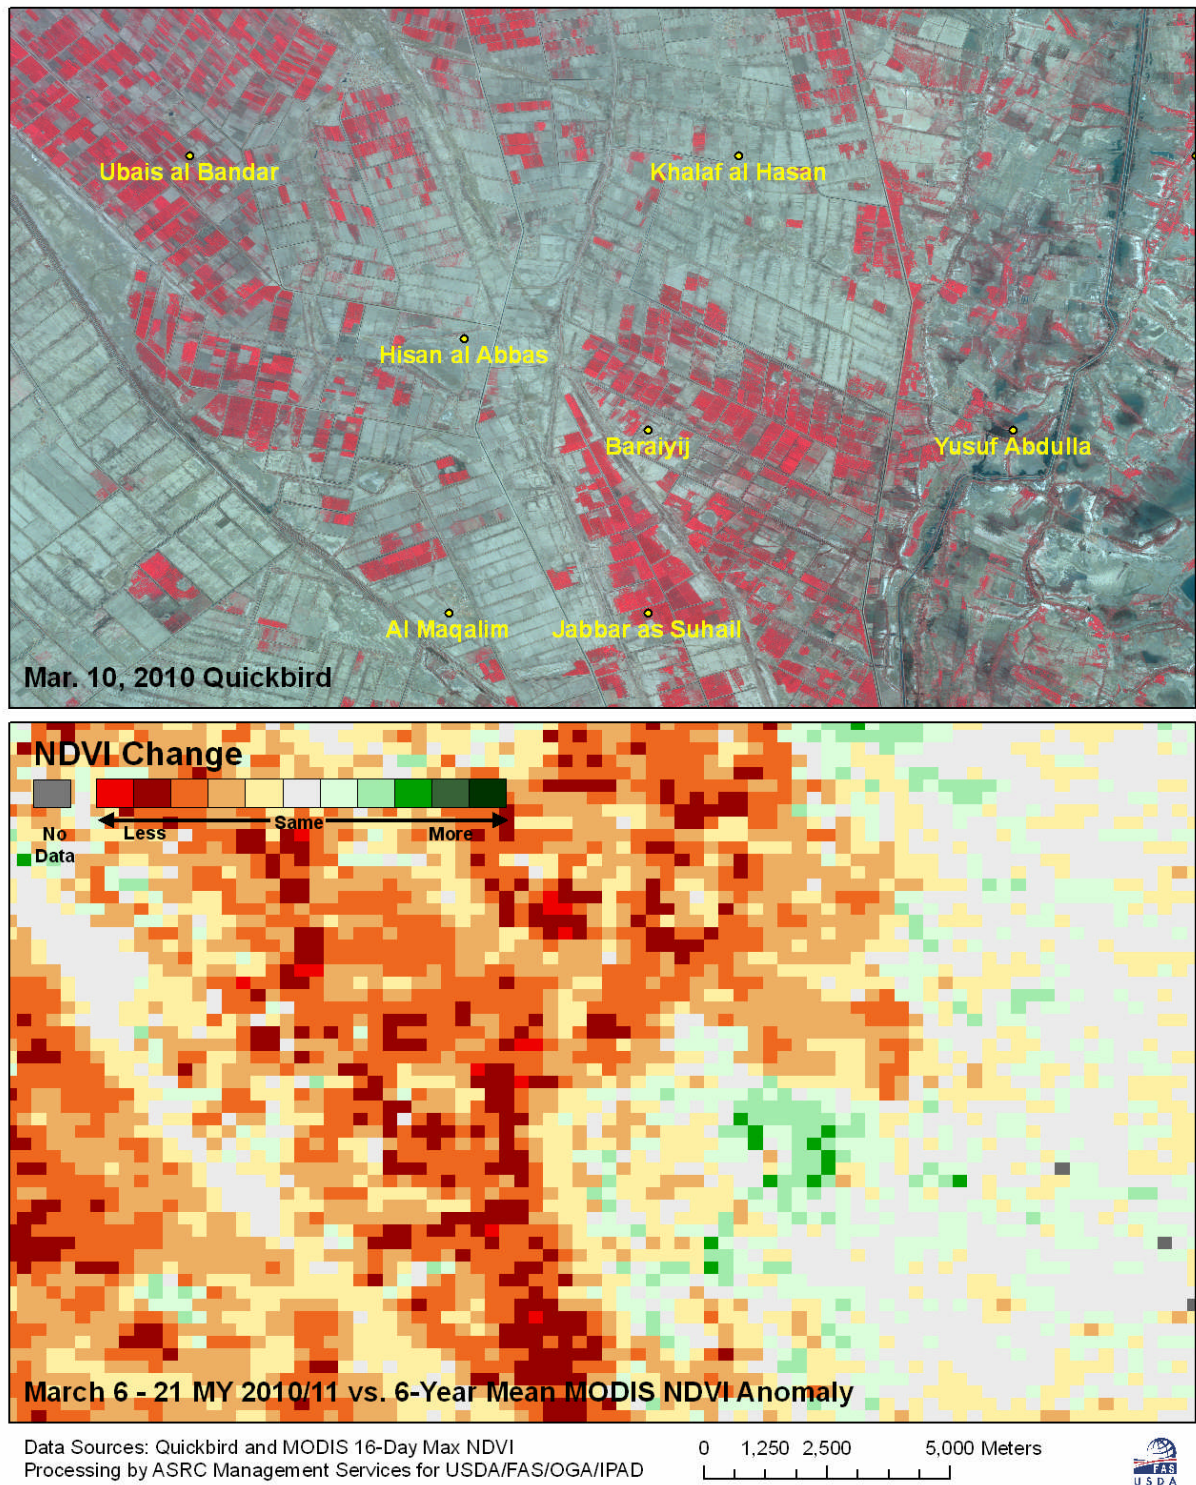 Ubais al Bandar
Khalaf al Hasan
Hisan al Abbas
Baraiyij
Yusuf Abdulla
Al Maqalim
Jabbar as Suhail
Mar. 10, 2010 Quickbird
NDVI Change
No Data
Less
Same
More
March 6 - 21 MY 2010/11 vs. 6-Year Mean MODIS NDVI Anomaly
Data Sources: Quickbird and MODIS 16-Day Max NDVI
Processing by ASRC Management Services for USDA/FAS/OGA/IPAD
0 1,250 2,500 5,000 Meters
FAS
USDA